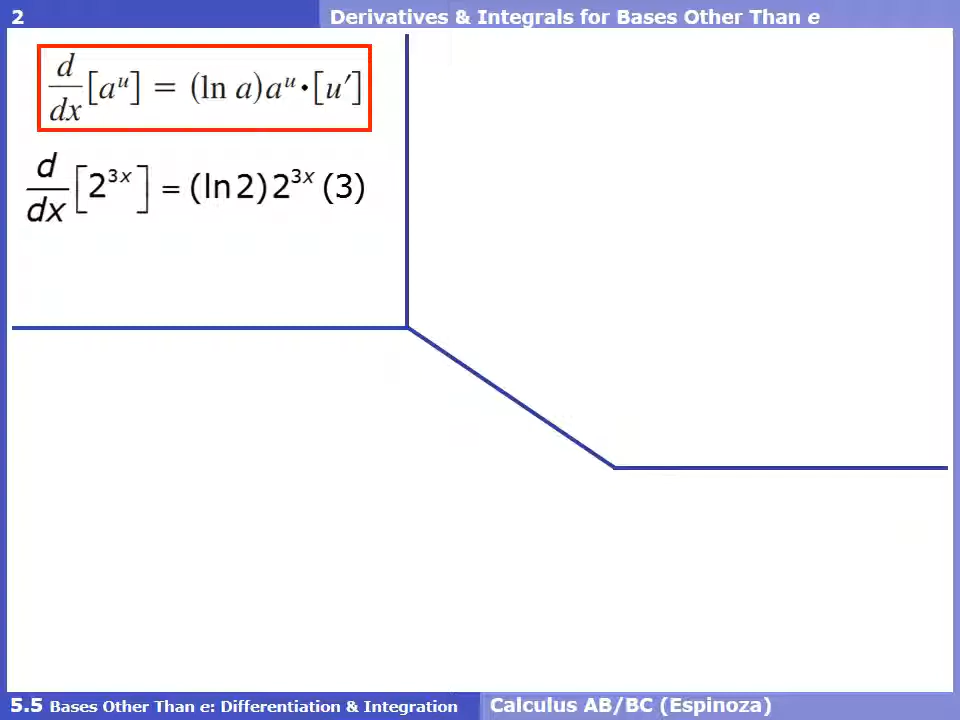 2
Derivatives & Integrals for Bases Other Than e
d/dx [a^u] = (ln a)a^u • [u′]
d/dx [2^{3x}] = (ln 2) 2^{3x} (3)
5.5 Bases Other Than e: Differentiation & Integration
Calculus AB/BC (Espinoza)